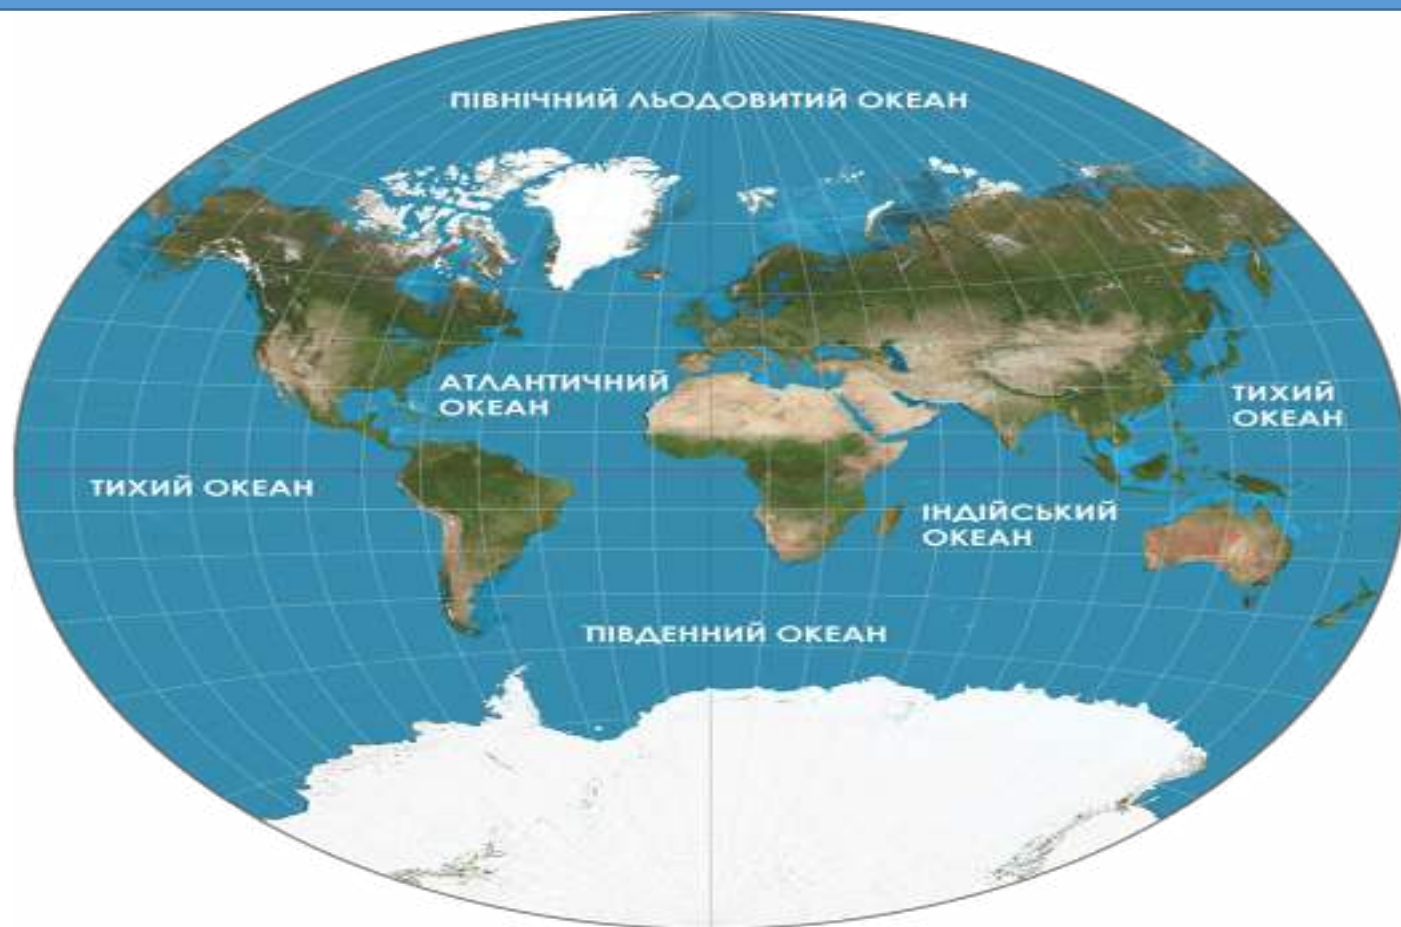 ПІВНІЧНИЙ ЛЬОДОВИТИЙ ОКЕАН
АТЛАНТИЧНИЙ
ОКЕАН
ТИХИЙ
ОКЕАН
ТИХИЙ ОКЕАН
ІНДІЙСЬКИЙ
ОКЕАН
ПІВДЕННИЙ ОКЕАН